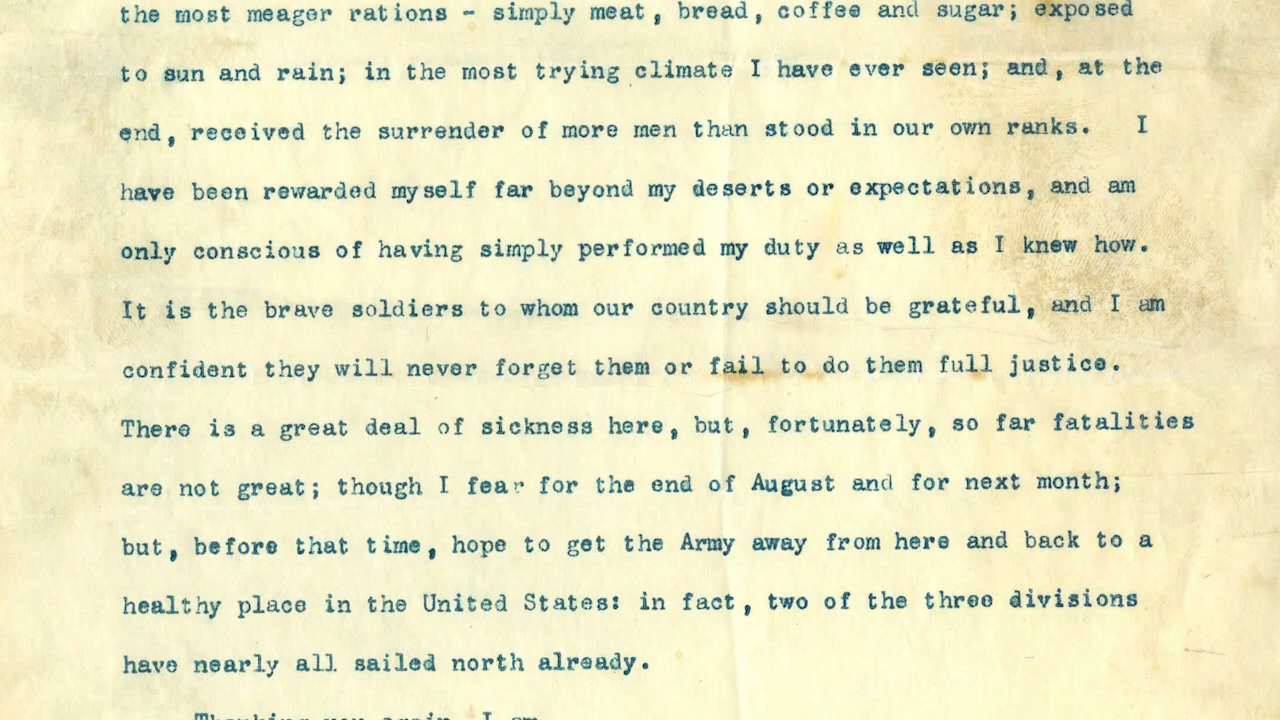 the most meager rations - simply meat, bread, coffee and sugar; exposed
to sun and rain; in the most trying climate I have ever seen; and, at the
end, received the surrender of more men than stood in our own ranks. I
have been rewarded myself far beyond my deserts or expectations, and am
only conscious of having simply performed my duty as well as I knew how.
It is the brave soldiers to whom our country should be grateful, and I am
confident they will never forget them or fail to do them full justice.
There is a great deal of sickness here, but, fortunately, so far fatalities
are not great; though I fear for the end of August and for next month;
but, before that time, hope to get the Army away from here and back to a
healthy place in the United States: in fact, two of the three divisions
have nearly all sailed north already.
Thanking you again, I am